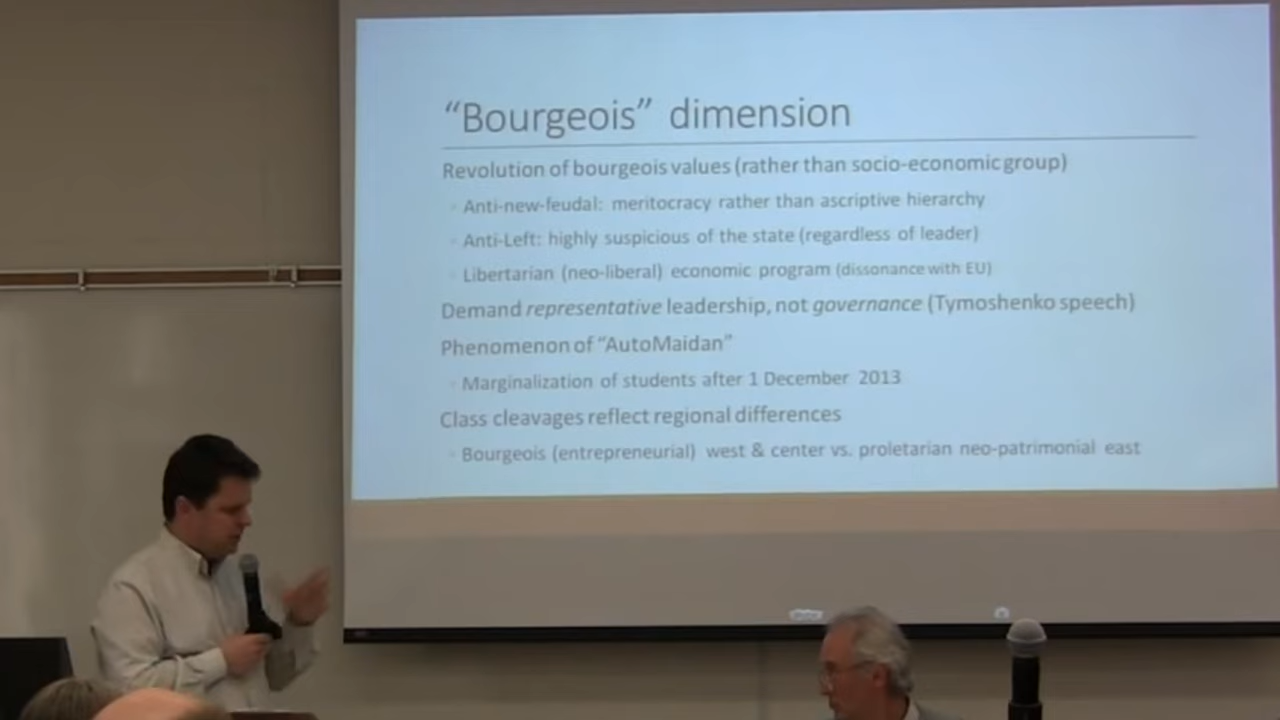 “Bourgeois” dimension
Revolution of bourgeois values (rather than socio-economic group)
Anti-new-feudal: meritocracy rather than ascriptive hierarchy
Anti-Left: highly suspicious of the state (regardless of leader)
Libertarian (neo-liberal) economic program (dissonance with EU)
Demand representative leadership, not governance (Tymoshenko speech)
Phenomenon of “AutoMaidan”
Marginalization of students after 1 December 2013
Class cleavages reflect regional differences
Bourgeois (entrepreneurial) west & center vs. proletarian neo-patrimonial east